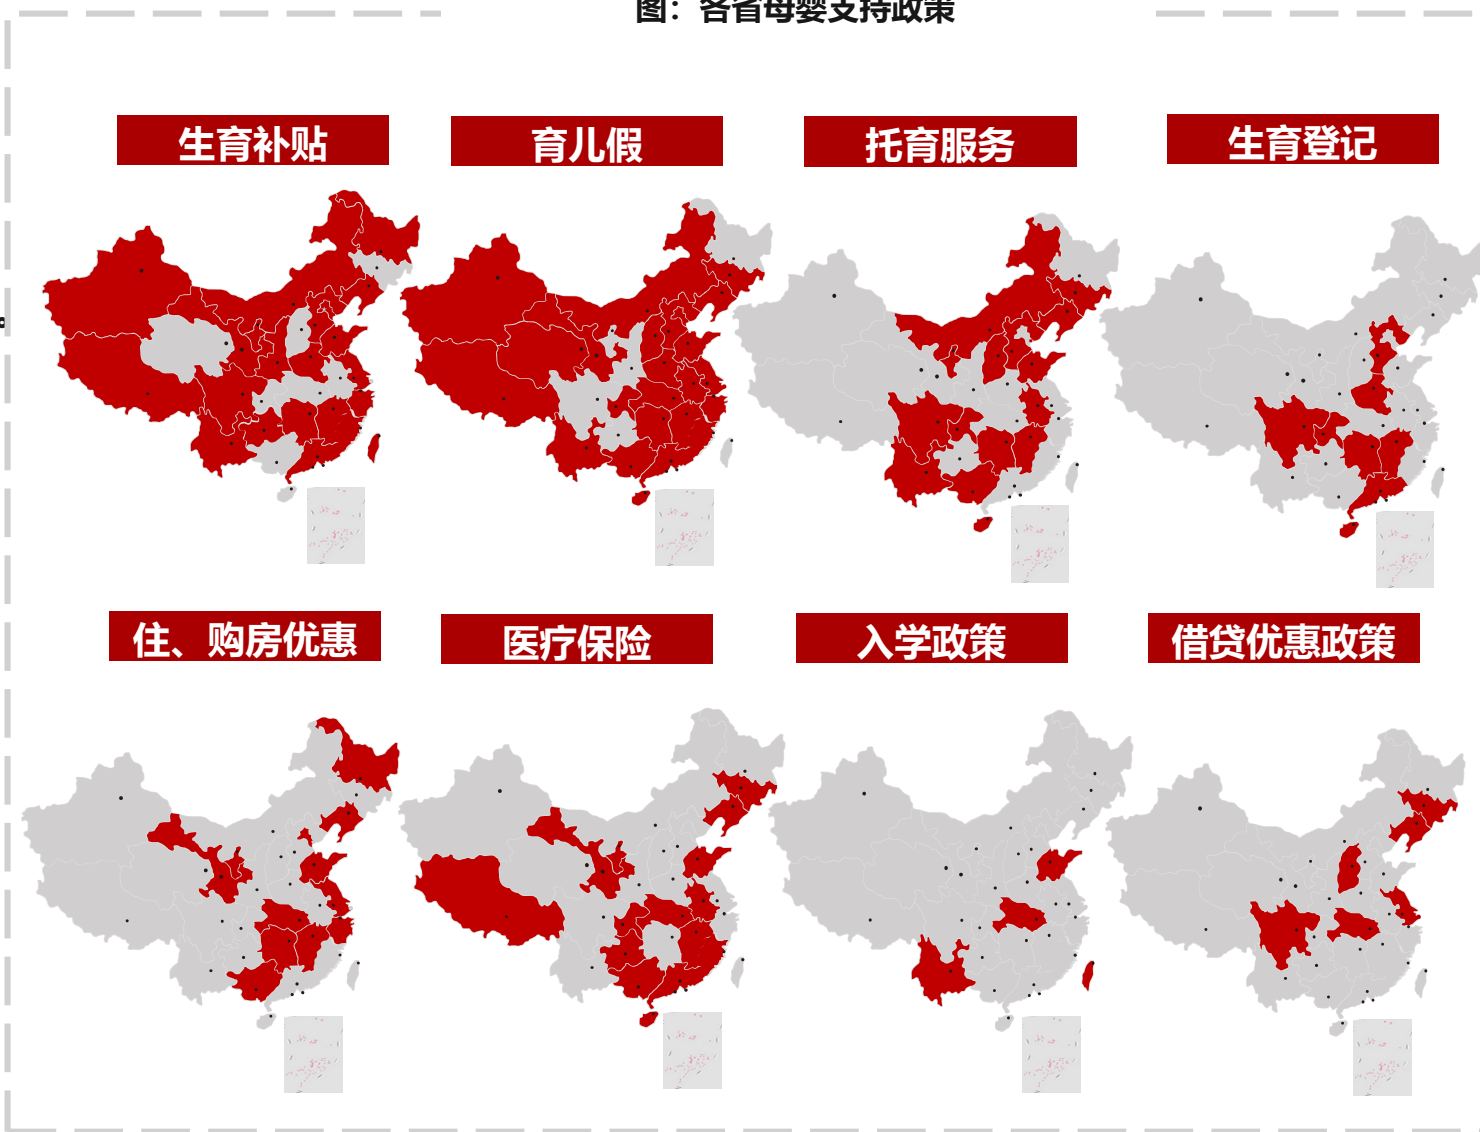 图：各省母婴支持政策
生育补贴
育儿假
托育服务
生育登记
住、购房优惠
医疗保险
入学政策
借贷优惠政策